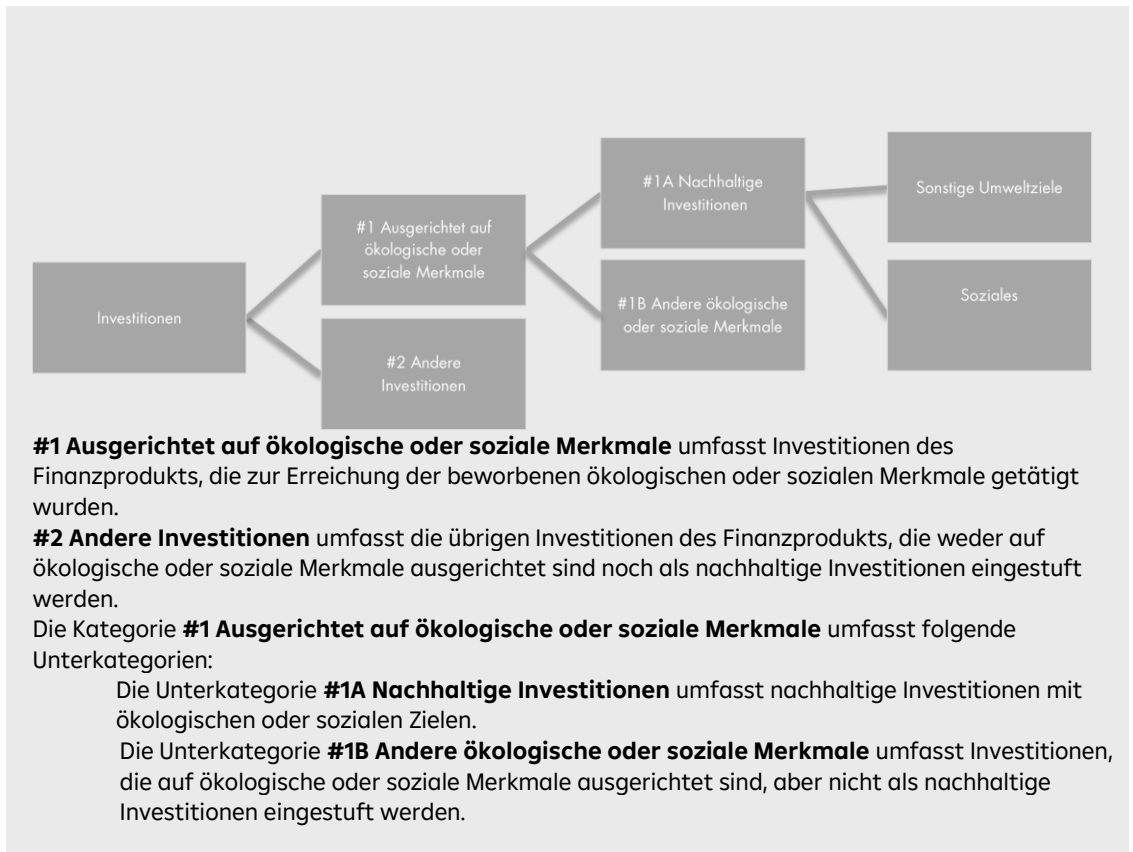 Investitionen
#1 Ausgerichtet auf
ökologische oder
soziale Merkmale
#2 Andere
Investitionen
#1A Nachhaltige
Investitionen
#1B Andere ökologische
oder soziale Merkmale
Sonstige Umweltziele
Soziales
#1 Ausgerichtet auf ökologische oder soziale Merkmale umfasst Investitionen des
Finanzprodukts, die zur Erreichung der beworbenen ökologischen oder sozialen Merkmale getätigt
wurden.
#2 Andere Investitionen umfasst die übrigen Investitionen des Finanzprodukts, die weder auf
ökologische oder soziale Merkmale ausgerichtet sind noch als nachhaltige Investitionen eingestuft
werden.
Die Kategorie #1 Ausgerichtet auf ökologische oder soziale Merkmale umfasst folgende
Unterkategorien:
Die Unterkategorie #1A Nachhaltige Investitionen umfasst nachhaltige Investitionen mit
ökologischen oder sozialen Zielen.
Die Unterkategorie #1B Andere ökologische oder soziale Merkmale umfasst Investitionen,
die auf ökologische oder soziale Merkmale ausgerichtet sind, aber nicht als nachhaltige
Investitionen eingestuft werden.